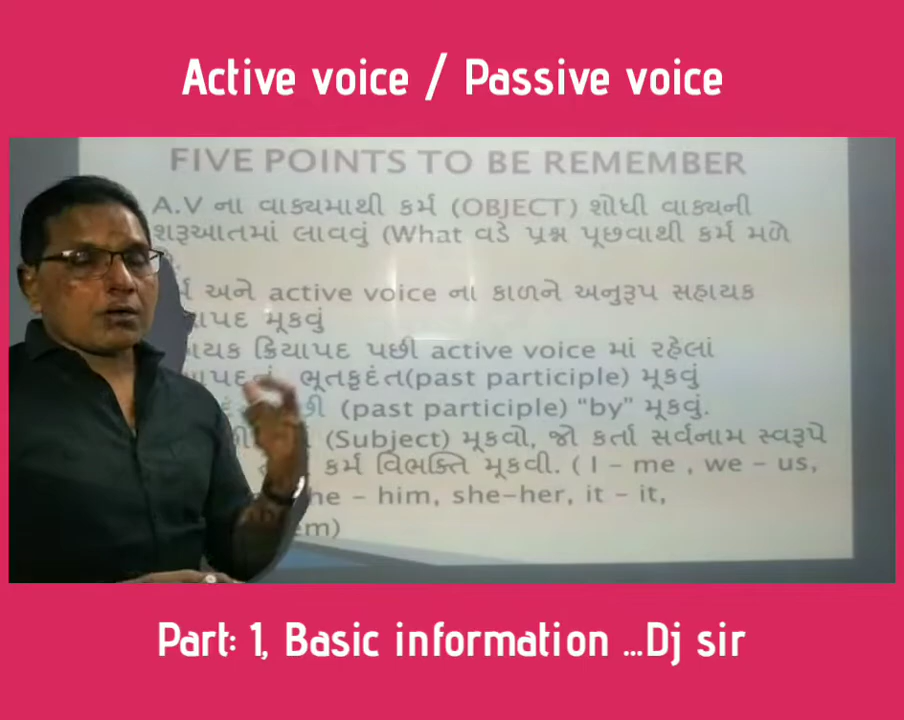 Active voice / Passive voice
FIVE POINTS TO BE REMEMBER
A.V ના વાક્યમાથી કર્મ (OBJECT) શોધી વાક્યની
શરૂઆતમાં લાવવું (What વડે પ્રશ્ન પૂછવાથી કર્મ મળે
અને active voice ના કાળને અનુરૂપ સહાયક
મૂકવું
ક્રિયાપદ પછી active voice માં રહેલાં
ભૂતકૃદંત(past participle) મૂકવું
(past participle) “by” મૂકવું.
(Subject) મૂકવો, જો કર્તા સર્વનામ સ્વરૂપે
કર્મ વિભક્તિ મૂકવી. ( I – me , we – us,
he – him, she–her, it – it,
Part: 1, Basic information ...Dj sir